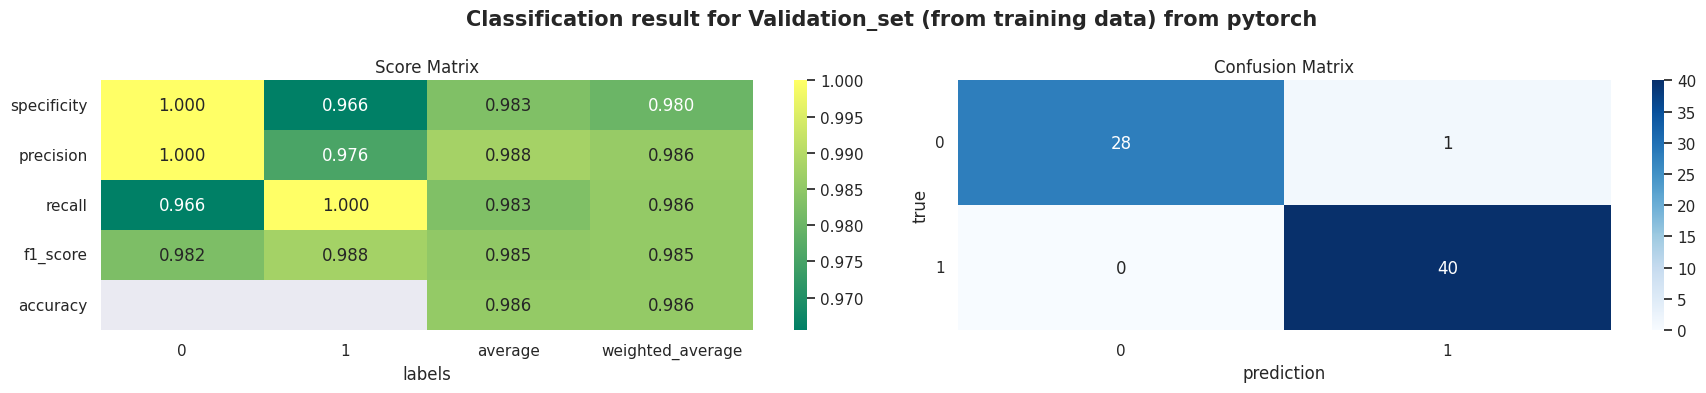 Classification result for Validation_set (from training data) from pytorch
Score Matrix
specificity 1.000 0.966 0.983 0.980
precision 1.000 0.976 0.988 0.986
recall 0.966 1.000 0.983 0.986
f1_score 0.982 0.988 0.985 0.985
accuracy 0.986 0.986
0 1 average weighted_average
labels
1.000
0.995
0.990
0.985
0.980
0.975
0.970
Confusion Matrix
true
0 28 1
1 0 40
0 1
prediction
40
35
30
25
20
15
10
5
0